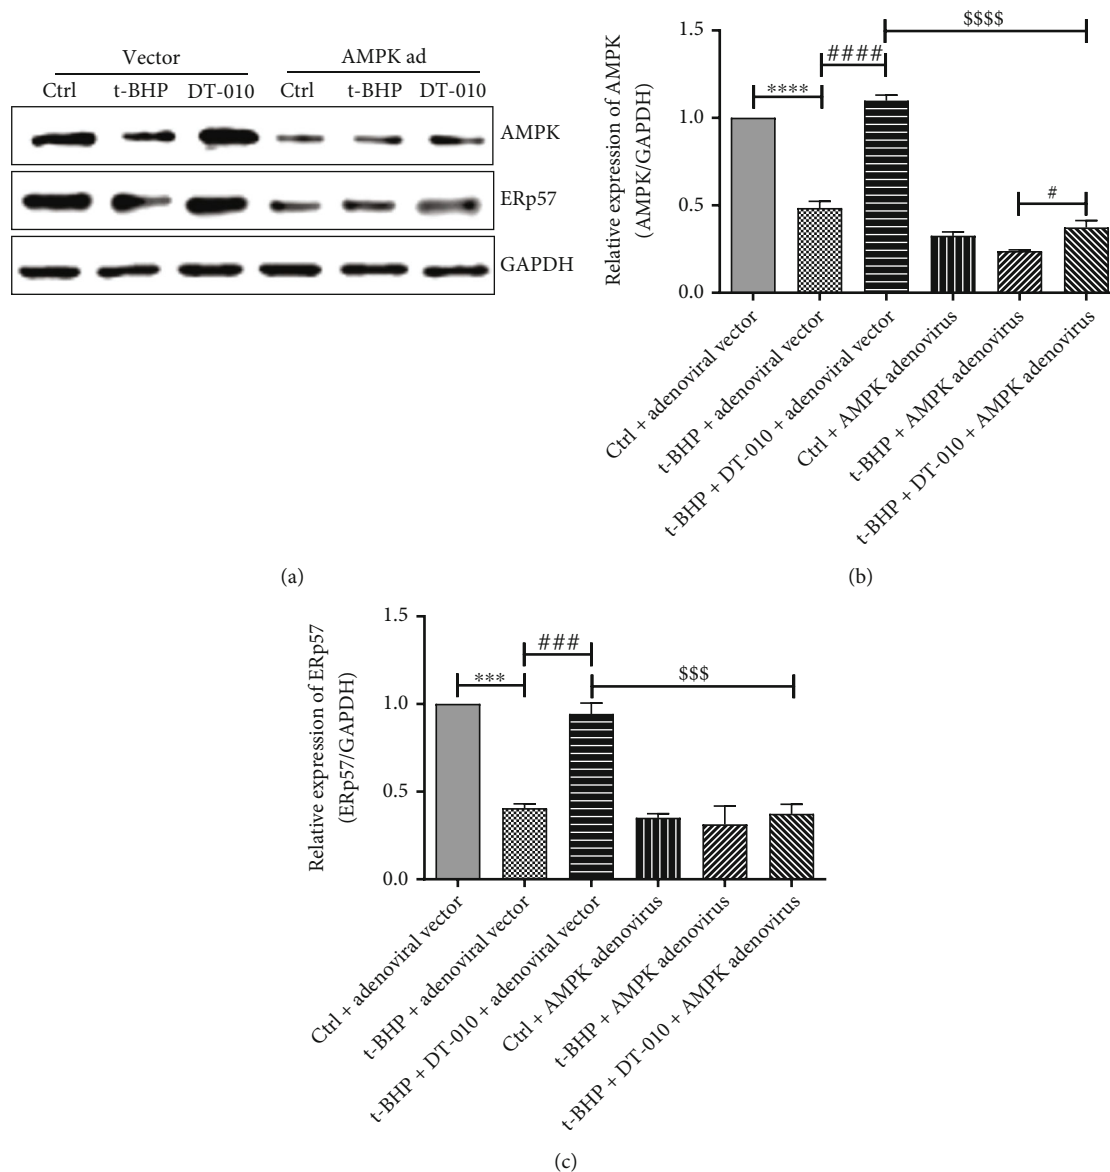 Vector
AMPK ad
Ctrl
t-BHP
DT-010
Ctrl
t-BHP
DT-010
AMPK
ERp57
GAPDH
(a)
Relative expression of AMPK
(AMPK/GAPDH)
1.5
1.0
0.5
0.0
****
####
$$$$
#
Ctrl + adenoviral vector
t-BHP + adenoviral vector
t-BHP + DT-010 + adenoviral vector
Ctrl + AMPK adenovirus
t-BHP + AMPK adenovirus
t-BHP + DT-010 + AMPK adenovirus
(b)
Relative expression of ERp57
(ERp57/GAPDH)
1.5
1.0
0.5
0.0
***
###
$$$
Ctrl + adenoviral vector
t-BHP + adenoviral vector
t-BHP + DT-010 + adenoviral vector
Ctrl + AMPK adenovirus
t-BHP + AMPK adenovirus
t-BHP + DT-010 + AMPK adenovirus
(c)